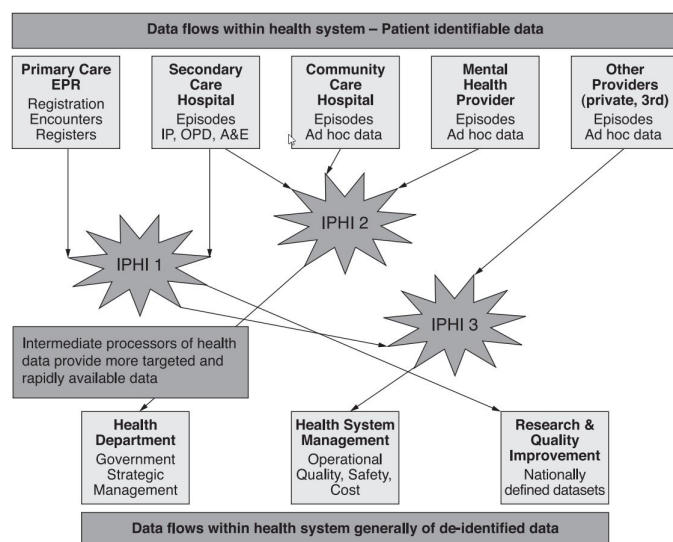 Data flows within health system – Patient identifiable data
Primary Care
EPR
Registration
Encounters
Registers
Secondary
Care
Hospital
Episodes
IP, OPD, A&E
Community
Care
Hospital
Episodes
Ad hoc data
Mental
Health
Provider
Episodes
Ad hoc data
Other
Providers
(private, 3rd)
Episodes
Ad hoc data
IPHI 2
IPHI 1
IPHI 3
Intermediate processors of health
data provide more targeted and
rapidly available data
Health
Department
Government
Strategic
Management
Health System
Management
Operational
Quality, Safety,
Cost
Research &
Quality
Improvement
Nationally
defined datasets
Data flows within health system generally of de-identified data